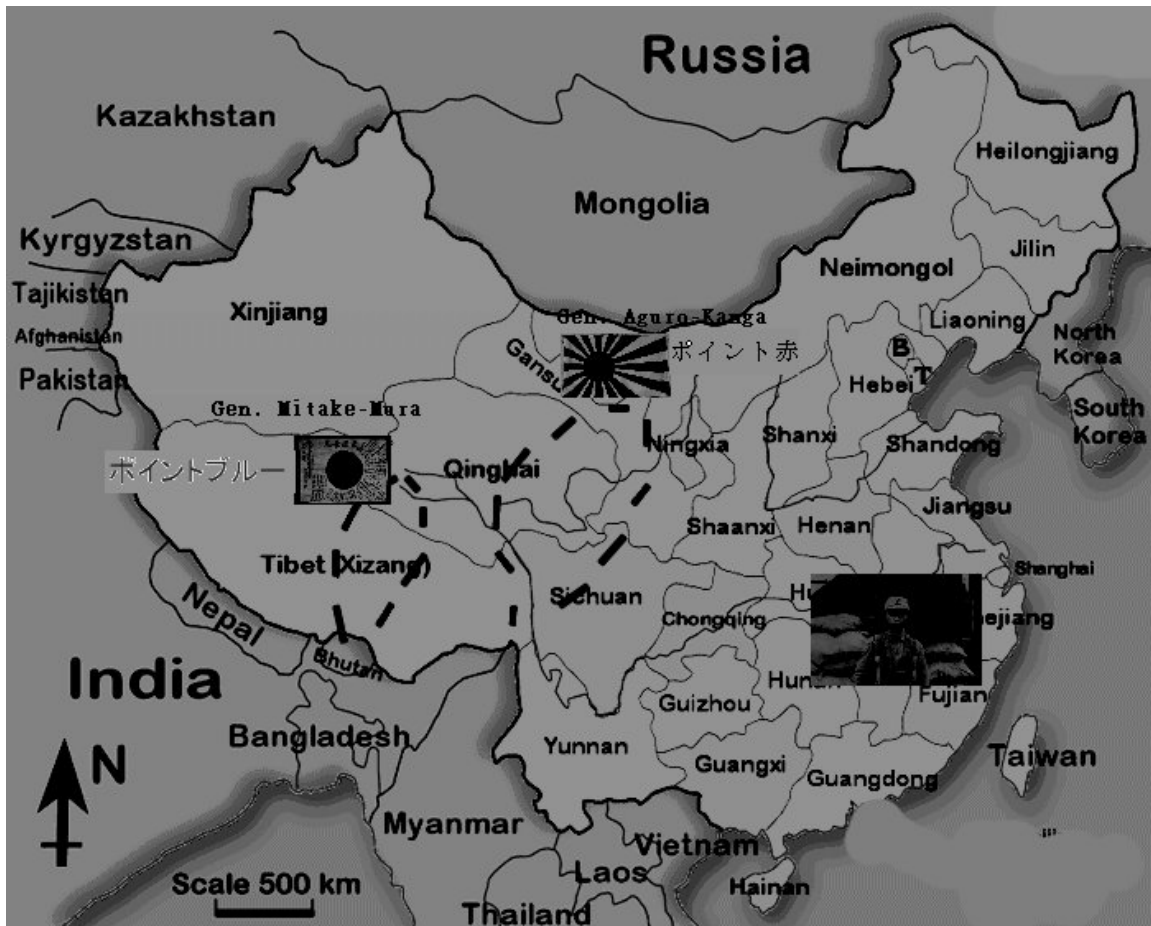 Russia
Kazakhstan
Heilongjiang
Mongolia
Kyrgyzstan
Jilin
Neimongol
Tajikistan
Xinjiang
Gen. Aguro-Kanga
Liaoning
Afghanistan
North
Korea
ポイント赤
B
Gansu
Pakistan
Hebei
T
Gen. Mitake-Mura
South
Korea
Ningxia
Shanxi
Shandong
ポイントブルー
Qinghai
Jiangsu
Shaanxi
Henan
Tibet (Xizang)
Shanghai
Sichuan
Hu
Nepal
Chongqing
ejiang
Bhutan
India
Hunan
Fujian
Guizhou
Bangladesh
Yunnan
Taiwan
N
Guangxi
Guangdong
Myanmar
Vietnam
Laos
Scale 500 km
Hainan
Thailand